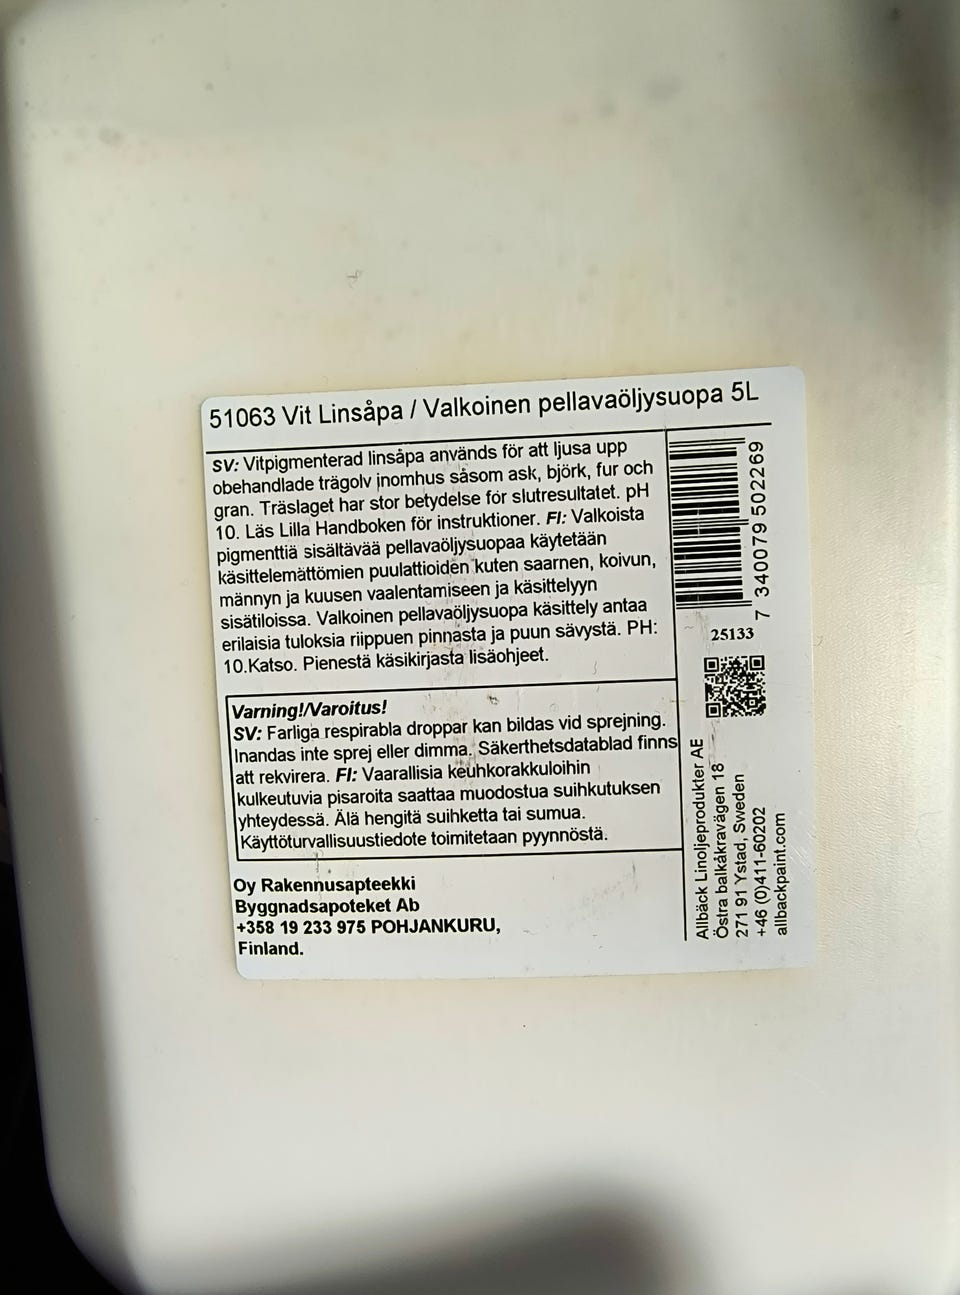 51063 Vit Linsåpa / Valkoinen pellavaöljysuopa 5L
SV: Vitpigmenterad linsåpa används för att ljusa upp
obehandlade trägolv inomhus såsom ask, björk, fur och
gran. Träslaget har stor betydelse för slutresultatet. pH
10. Läs Lilla Handboken för instruktioner. FI: Valkoista
pigmenttiä sisältävää pellavaöljysuopaa käytetään
käsittelemättömien puulattioiden kuten saarnen, koivun,
männyn ja kuusen vaalentamiseen ja käsittelyyn
sisätiloissa. Valkoinen pellavaöljysuopa käsittely antaa
erilaisia tuloksia riippuen pinnasta ja puun sävystä. PH:
10.Katso. Pienestä käsikirjasta lisäohjeet.
Varning!/Varoitus!
SV: Farliga respirabla droppar kan bildas vid sprejning.
Inandas inte sprej eller dimma. Säkerthetsdatablad finns
att rekvirera. FI: Vaarallisia keuhkorakkuloihin
kulkeutuvia pisaroita saattaa muodostua suihkutuksen
yhteydessä. Älä hengitä suihketta tai sumua.
Käyttöturvallisuustiedote toimitetaan pyynnöstä.
Oy Rakennusapteekki
Byggnadsapoteket Ab
+358 19 233 975 POHJANKURU,
Finland.
7 340079 502269
25133
Allbäck Linoljeprodukter AE
Östra balkåkravägen 18
271 91 Ystad, Sweden
+46 (0)411-60202
allbackpaint.com